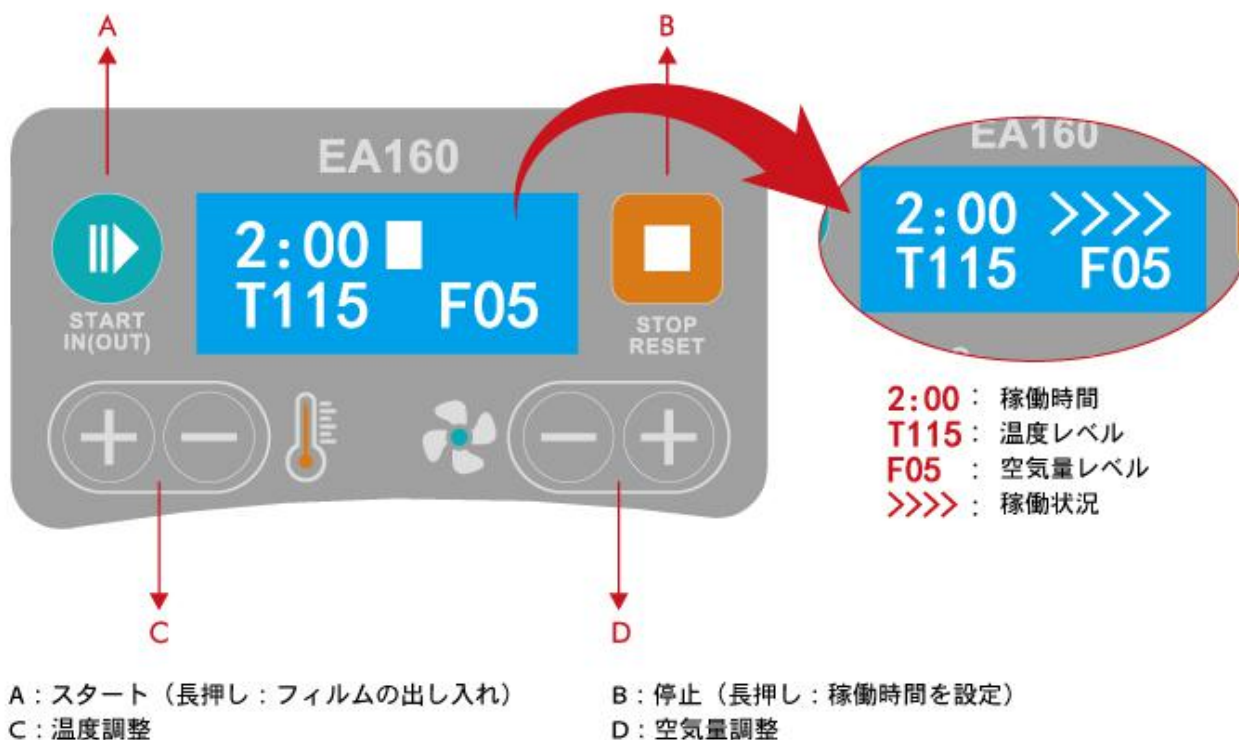 A
B
EA160
2:00
T115 F05
START
IN(OUT)
STOP
RESET
C
D
EA160
2:00 >>>>
T115 F05
2:00 : 稼働時間
T115 : 温度レベル
F05 : 空気量レベル
>>>> : 稼働状況
A:スタート(長押し:フィルムの出し入れ)
B:停止(長押し:稼働時間を設定)
C:温度調整
D:空気量調整